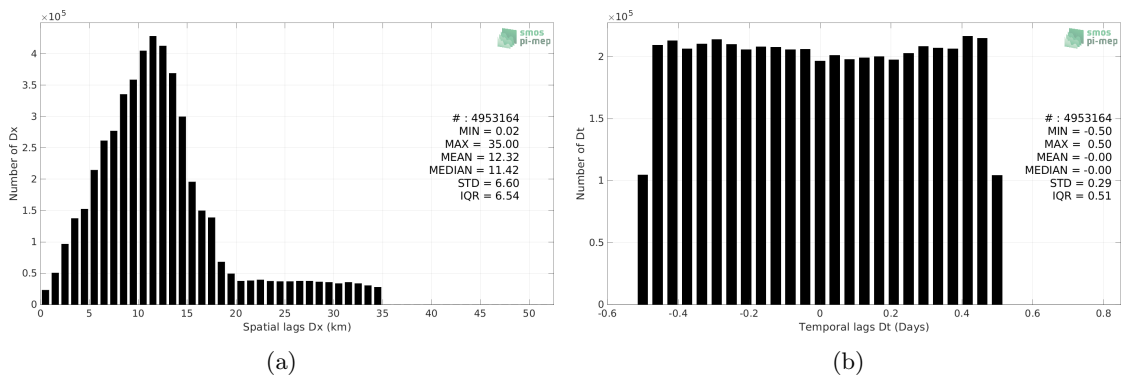 ×10⁵
4
3.5
3
2.5
2
1.5
1
0.5
0
Number of Dx
smos
pi-mep
# : 4953164
MIN = 0.02
MAX = 35.00
MEAN = 12.32
MEDIAN = 11.42
STD = 6.60
IQR = 6.54
0 5 10 15 20 25 30 35 40 45 50
Spatial lags Dx (km)
(a)
×10⁵
2
1.5
1
0.5
0
Number of Dt
smos
pi-mep
# : 4953164
MIN = -0.50
MAX = 0.50
MEAN = -0.00
MEDIAN = -0.00
STD = 0.29
IQR = 0.51
-0.6 -0.4 -0.2 0 0.2 0.4 0.6 0.8
Temporal lags Dt (Days)
(b)